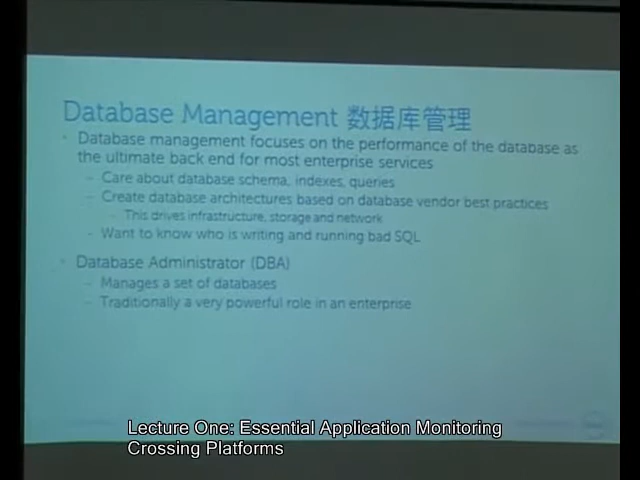 Database Management 数据库管理
Database management focuses on the performance of the database as
the ultimate back end for most enterprise services
Care about database schema, indexes, queries
Create database architectures based on database vendor best practices
This drives infrastructure, storage and network
Want to know who is writing and running bad SQL
Database Administrator (DBA)
Manages a set of databases
Traditionally a very powerful role in an enterprise
Lecture One: Essential Application Monitoring
Crossing Platforms